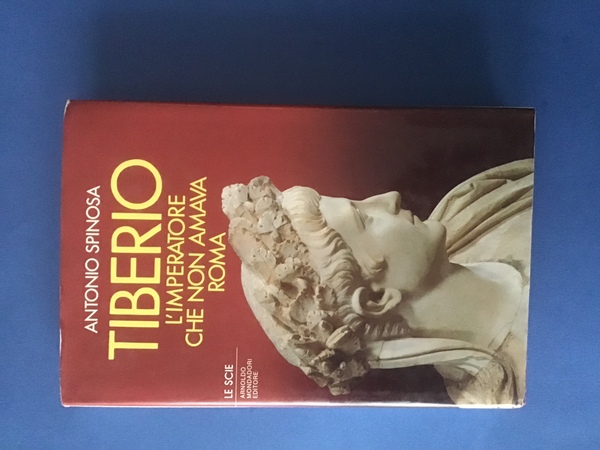 ANTONIO SPINOSA
TIBERIO
L'IMPERATORE
CHE NON AMAVA
ROMA
LE SCIE
ARNOLDO
MONDADORI
EDITORE